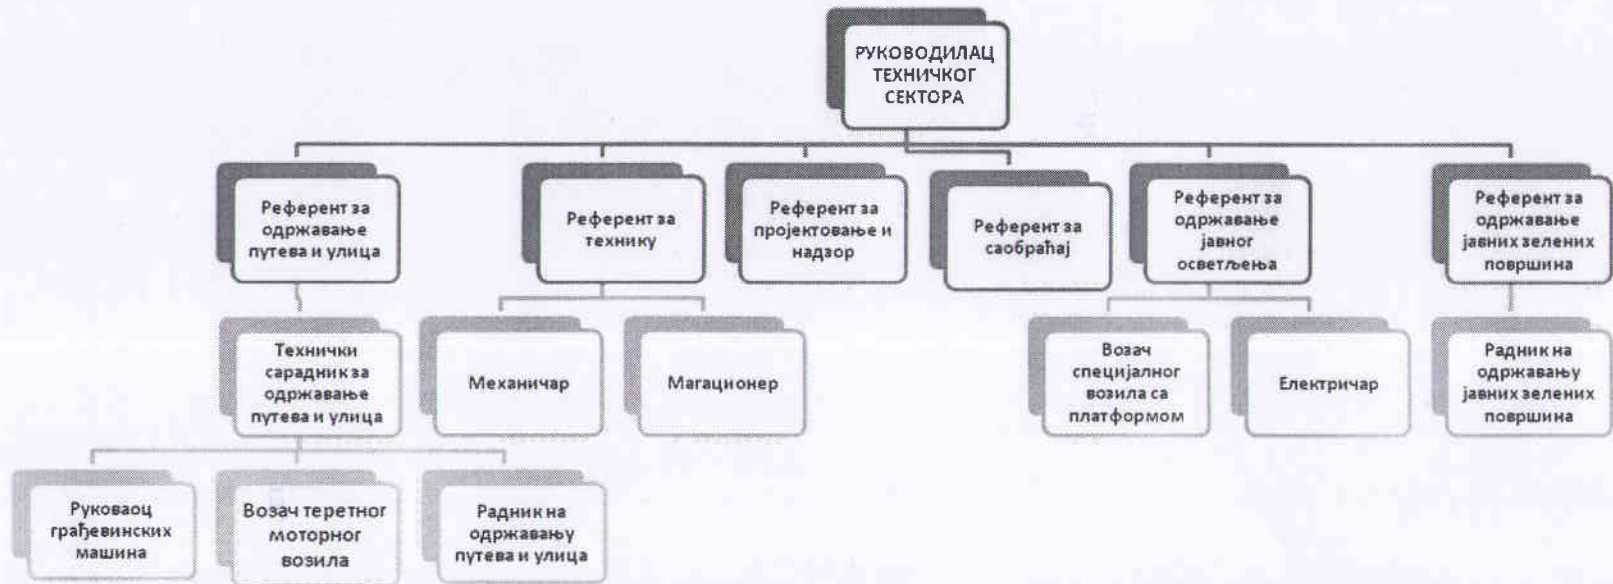 РУКОВОДИЛАЦ
ТЕХНИЧКОГ
СЕКТОРА
Референт за
одржавање
путева и улица
Референт за
технику
Референт за
пројектовање и
надзор
Референт за
саобраћај
Референт за
одржавање
јавног
осветљења
Референт за
одржавање
јавних зелених
површина
Технички
сарадник за
одржавање
путева и улица
Механичар
Магационер
Возач
специјалног
возила са
платформом
Електричар
Радник на
одржавању
јавних зелених
површина
Руковаоц
грађевинских
машина
Возач теретног
моторног
возила
Радник на
одржавању
путева и улица